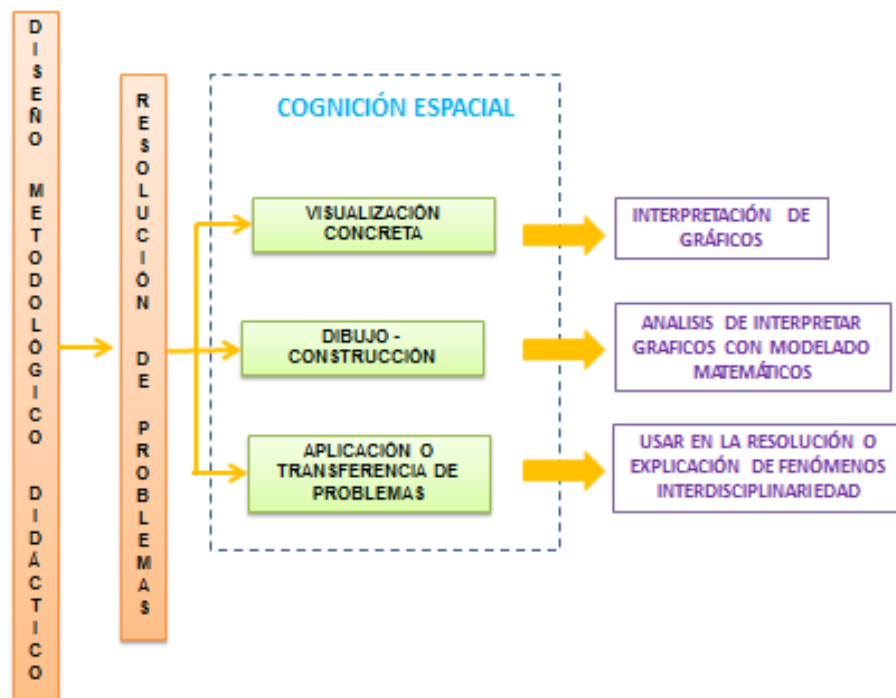 DISEÑO METODOLÓGICO DIDÁCTICO
RESOLUCIÓN DE PROBLEMAS
COGNICIÓN ESPACIAL
VISUALIZACIÓN
CONCRETA
INTERPRETACIÓN DE
GRÁFICOS
DIBUJO -
CONSTRUCCIÓN
ANALISIS DE INTERPRETAR
GRAFICOS CON MODELADO
MATEMÁTICOS
APLICACIÓN O
TRANSFERENCIA DE
PROBLEMAS
USAR EN LA RESOLUCIÓN O
EXPLICACIÓN DE FENÓMENOS
INTERDISCIPLINARIEDAD